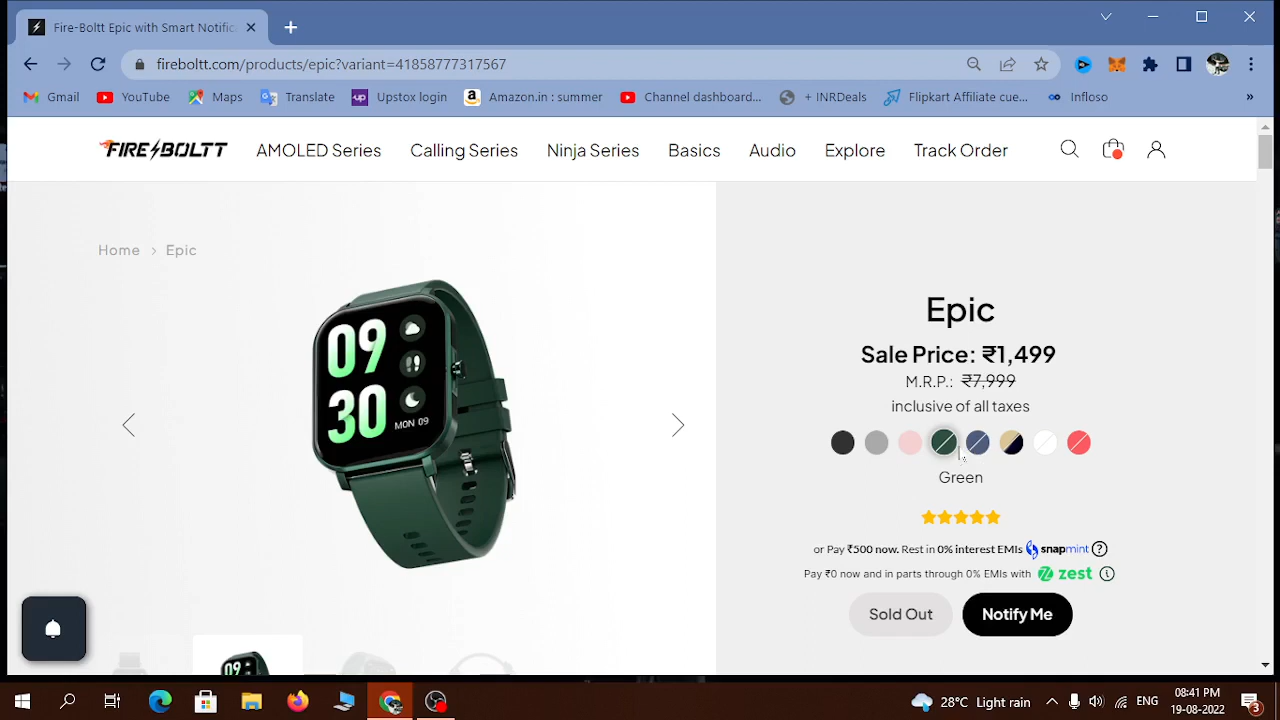 Fire-Boltt Epic with Smart Notific
fireboltt.com/products/epic?variant=41858777317567
Gmail YouTube Maps Translate Upstox login Amazon.in : summer Channel dashboard... + INRDeals Flipkart Affiliate cue... Infloso »
FIRE BOLTT AMOLED Series Calling Series Ninja Series Basics Audio Explore Track Order
Home > Epic
09
30
MON 09
Epic
Sale Price: ₹1,499
M.R.P.: ₹7,999
inclusive of all taxes
Green
or Pay ₹500 now. Rest in 0% interest EMIs snapmint ?
Pay ₹0 now and in parts through 0% EMIs with zest i
Sold Out Notify Me
09
28°C Light rain ENG 08:41 PM
19-08-2022 3